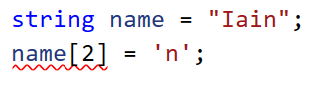 string name = "Iain";
name[2] = 'n';